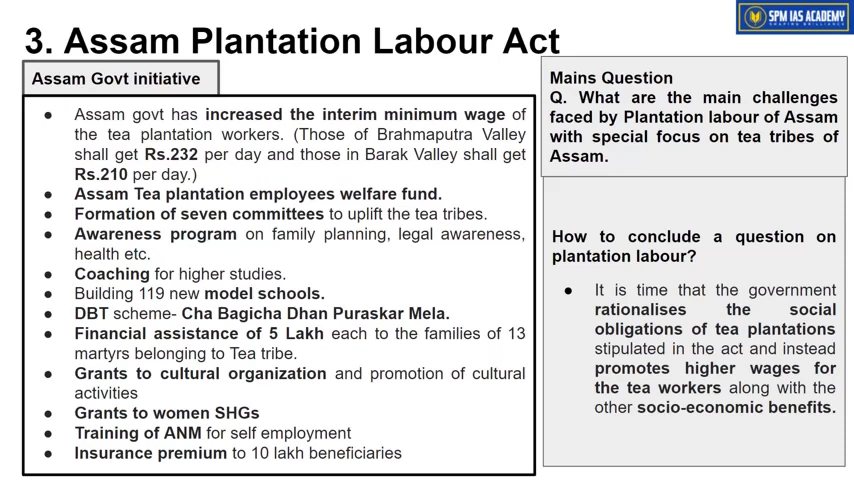 SPM IAS ACADEMY
SHAPING BRILLIANCE
3. Assam Plantation Labour Act
Assam Govt initiative
● Assam govt has increased the interim minimum wage of
the tea plantation workers. (Those of Brahmaputra Valley
shall get Rs.232 per day and those in Barak Valley shall get
Rs.210 per day.)
● Assam Tea plantation employees welfare fund.
● Formation of seven committees to uplift the tea tribes.
● Awareness program on family planning, legal awareness,
health etc.
● Coaching for higher studies.
● Building 119 new model schools.
● DBT scheme- Cha Bagicha Dhan Puraskar Mela.
● Financial assistance of 5 Lakh each to the families of 13
martyrs belonging to Tea tribe.
● Grants to cultural organization and promotion of cultural
activities
● Grants to women SHGs
● Training of ANM for self employment
● Insurance premium to 10 lakh beneficiaries
Mains Question
Q. What are the main challenges
faced by Plantation labour of Assam
with special focus on tea tribes of
Assam.
How to conclude a question on
plantation labour?
● It is time that the government
rationalises the social
obligations of tea plantations
stipulated in the act and instead
promotes higher wages for
the tea workers along with the
other socio-economic benefits.